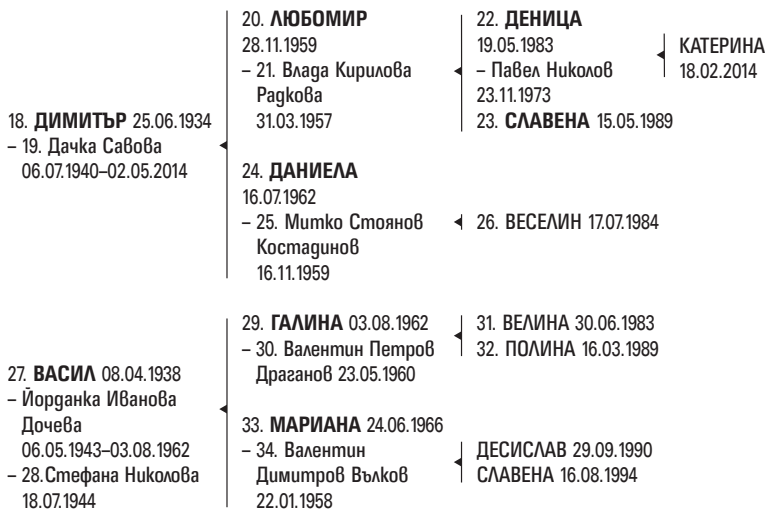 18. ДИМИТЪР 25.06.1934
– 19. Дачка Савова
06.07.1940–02.05.2014
20. ЛЮБОМИР
28.11.1959
– 21. Влада Кирилова
Радкова
31.03.1957
22. ДЕНИЦА
19.05.1983
– Павел Николов
23.11.1973
23. СЛАВЕНА 15.05.1989
КАТЕРИНА
18.02.2014
24. ДАНИЕЛА
16.07.1962
– 25. Митко Стоянов
Костадинов
16.11.1959
26. ВЕСЕЛИН 17.07.1984
27. ВАСИЛ 08.04.1938
– Йорданка Иванова
Дочева
06.05.1943–03.08.1962
– 28.Стефана Николова
18.07.1944
29. ГАЛИНА 03.08.1962
– 30. Валентин Петров
Драганов 23.05.1960
31. ВЕЛИНА 30.06.1983
32. ПОЛИНА 16.03.1989
33. МАРИАНА 24.06.1966
– 34. Валентин
Димитров Вълков
22.01.1958
ДЕСИСЛАВ 29.09.1990
СЛАВЕНА 16.08.1994